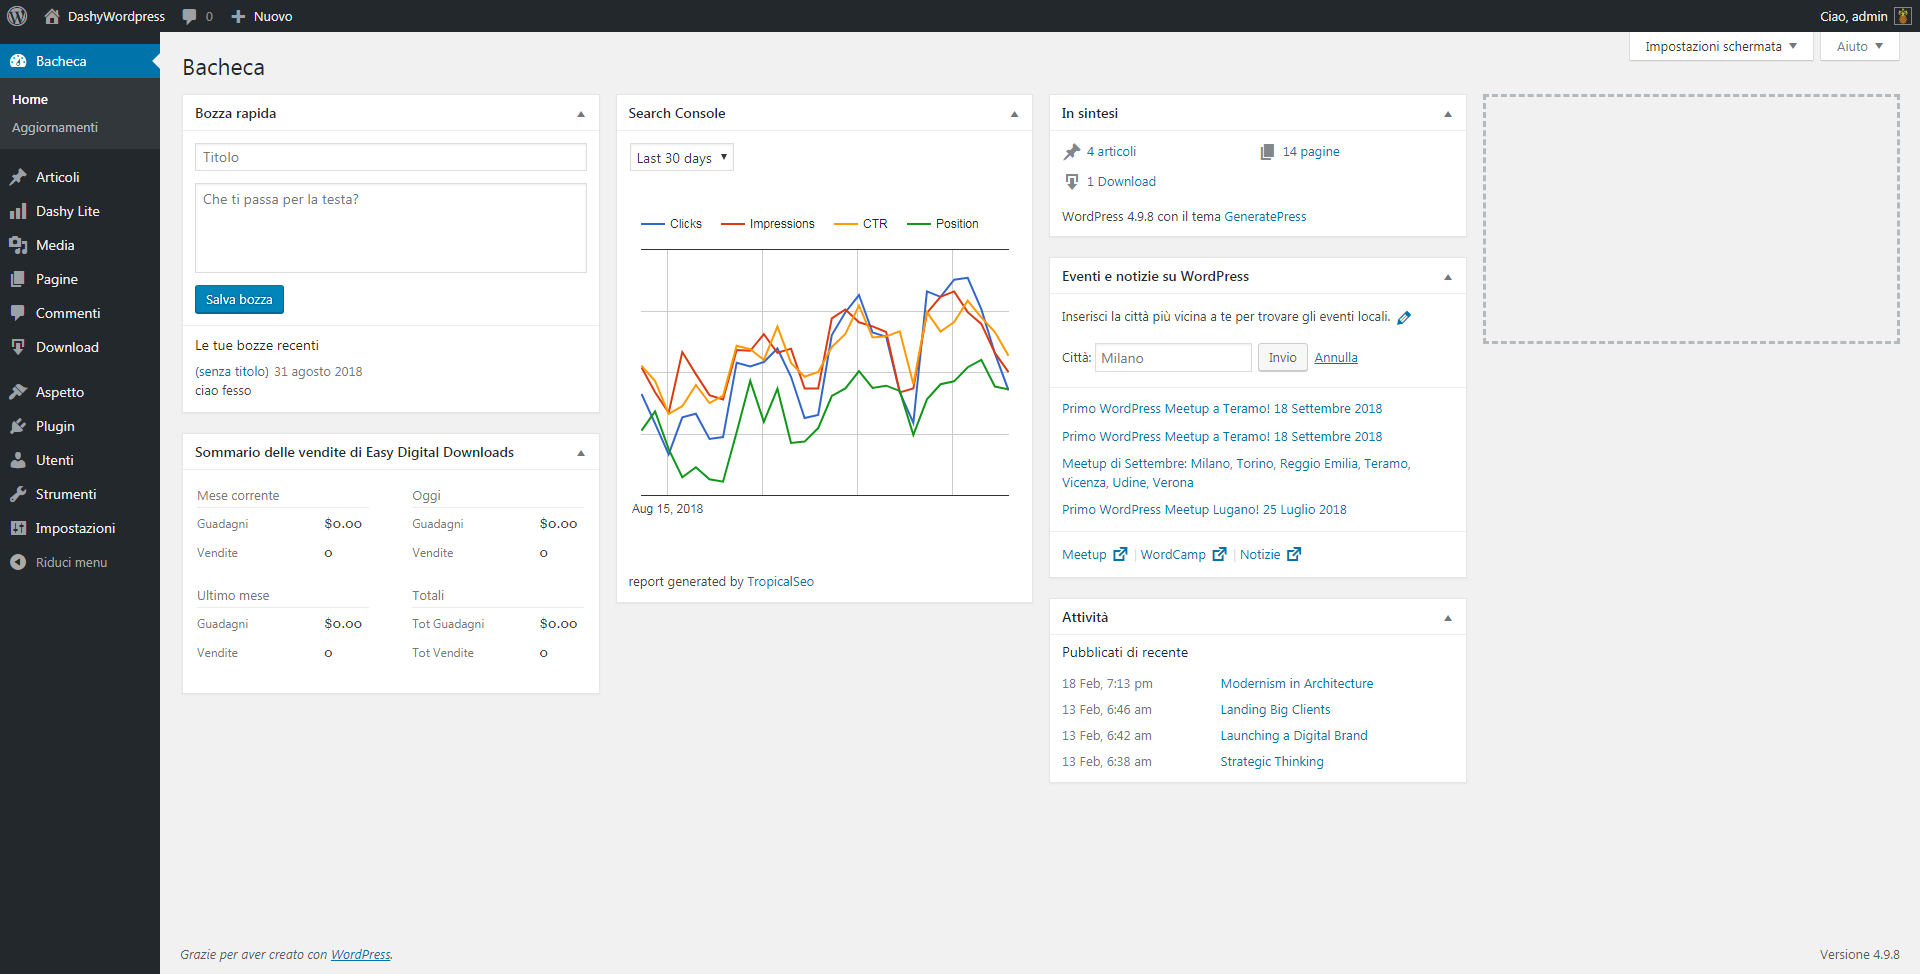 DashyWordpress
0
Nuovo
Ciao, admin
Bacheca
Home
Aggiornamenti
Articoli
Dashy Lite
Media
Pagine
Commenti
Download
Aspetto
Plugin
Utenti
Strumenti
Impostazioni
Riduci menu
Impostazioni schermata
Aiuto
Bacheca
Bozza rapida
Titolo
Che ti passa per la testa?
Salva bozza
Le tue bozze recenti
(senza titolo) 31 agosto 2018
ciao fesso
Sommario delle vendite di Easy Digital Downloads
Mese corrente
Guadagni $0.00
Vendite 0
Oggi
Guadagni $0.00
Vendite 0
Ultimo mese
Guadagni $0.00
Vendite 0
Totali
Tot Guadagni $0.00
Tot Vendite 0
Search Console
Last 30 days
Clicks Impressions CTR Position
Aug 15, 2018
report generated by TropicalSeo
In sintesi
4 articoli
14 pagine
1 Download
WordPress 4.9.8 con il tema GeneratePress
Eventi e notizie su WordPress
Inserisci la città più vicina a te per trovare gli eventi locali.
Città: Milano Invio Annulla
Primo WordPress Meetup a Teramo! 18 Settembre 2018
Primo WordPress Meetup a Teramo! 18 Settembre 2018
Meetup di Settembre: Milano, Torino, Reggio Emilia, Teramo,
Vicenza, Udine, Verona
Primo WordPress Meetup Lugano! 25 Luglio 2018
Meetup | WordCamp | Notizie
Attività
Pubblicati di recente
18 Feb, 7:13 pm Modernism in Architecture
13 Feb, 6:46 am Landing Big Clients
13 Feb, 6:42 am Launching a Digital Brand
13 Feb, 6:38 am Strategic Thinking
Grazie per aver creato con WordPress.
Versione 4.9.8